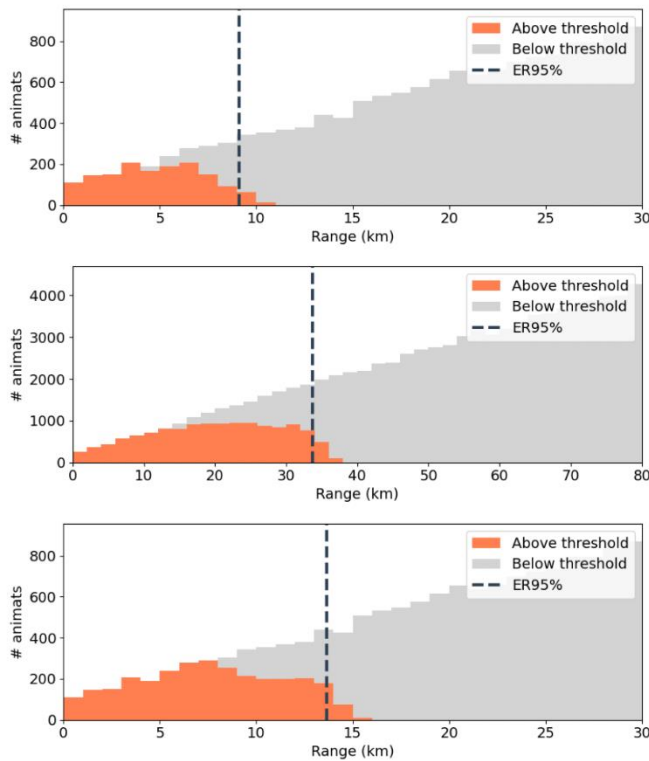 800
600
400
200
0
# animats
Above threshold
Below threshold
ER95%
0 5 10 15 20 25 30
Range (km)
4000
3000
2000
1000
0
# animats
Above threshold
Below threshold
ER95%
0 10 20 30 40 50 60 70 80
Range (km)
800
600
400
200
0
# animats
Above threshold
Below threshold
ER95%
0 5 10 15 20 25 30
Range (km)